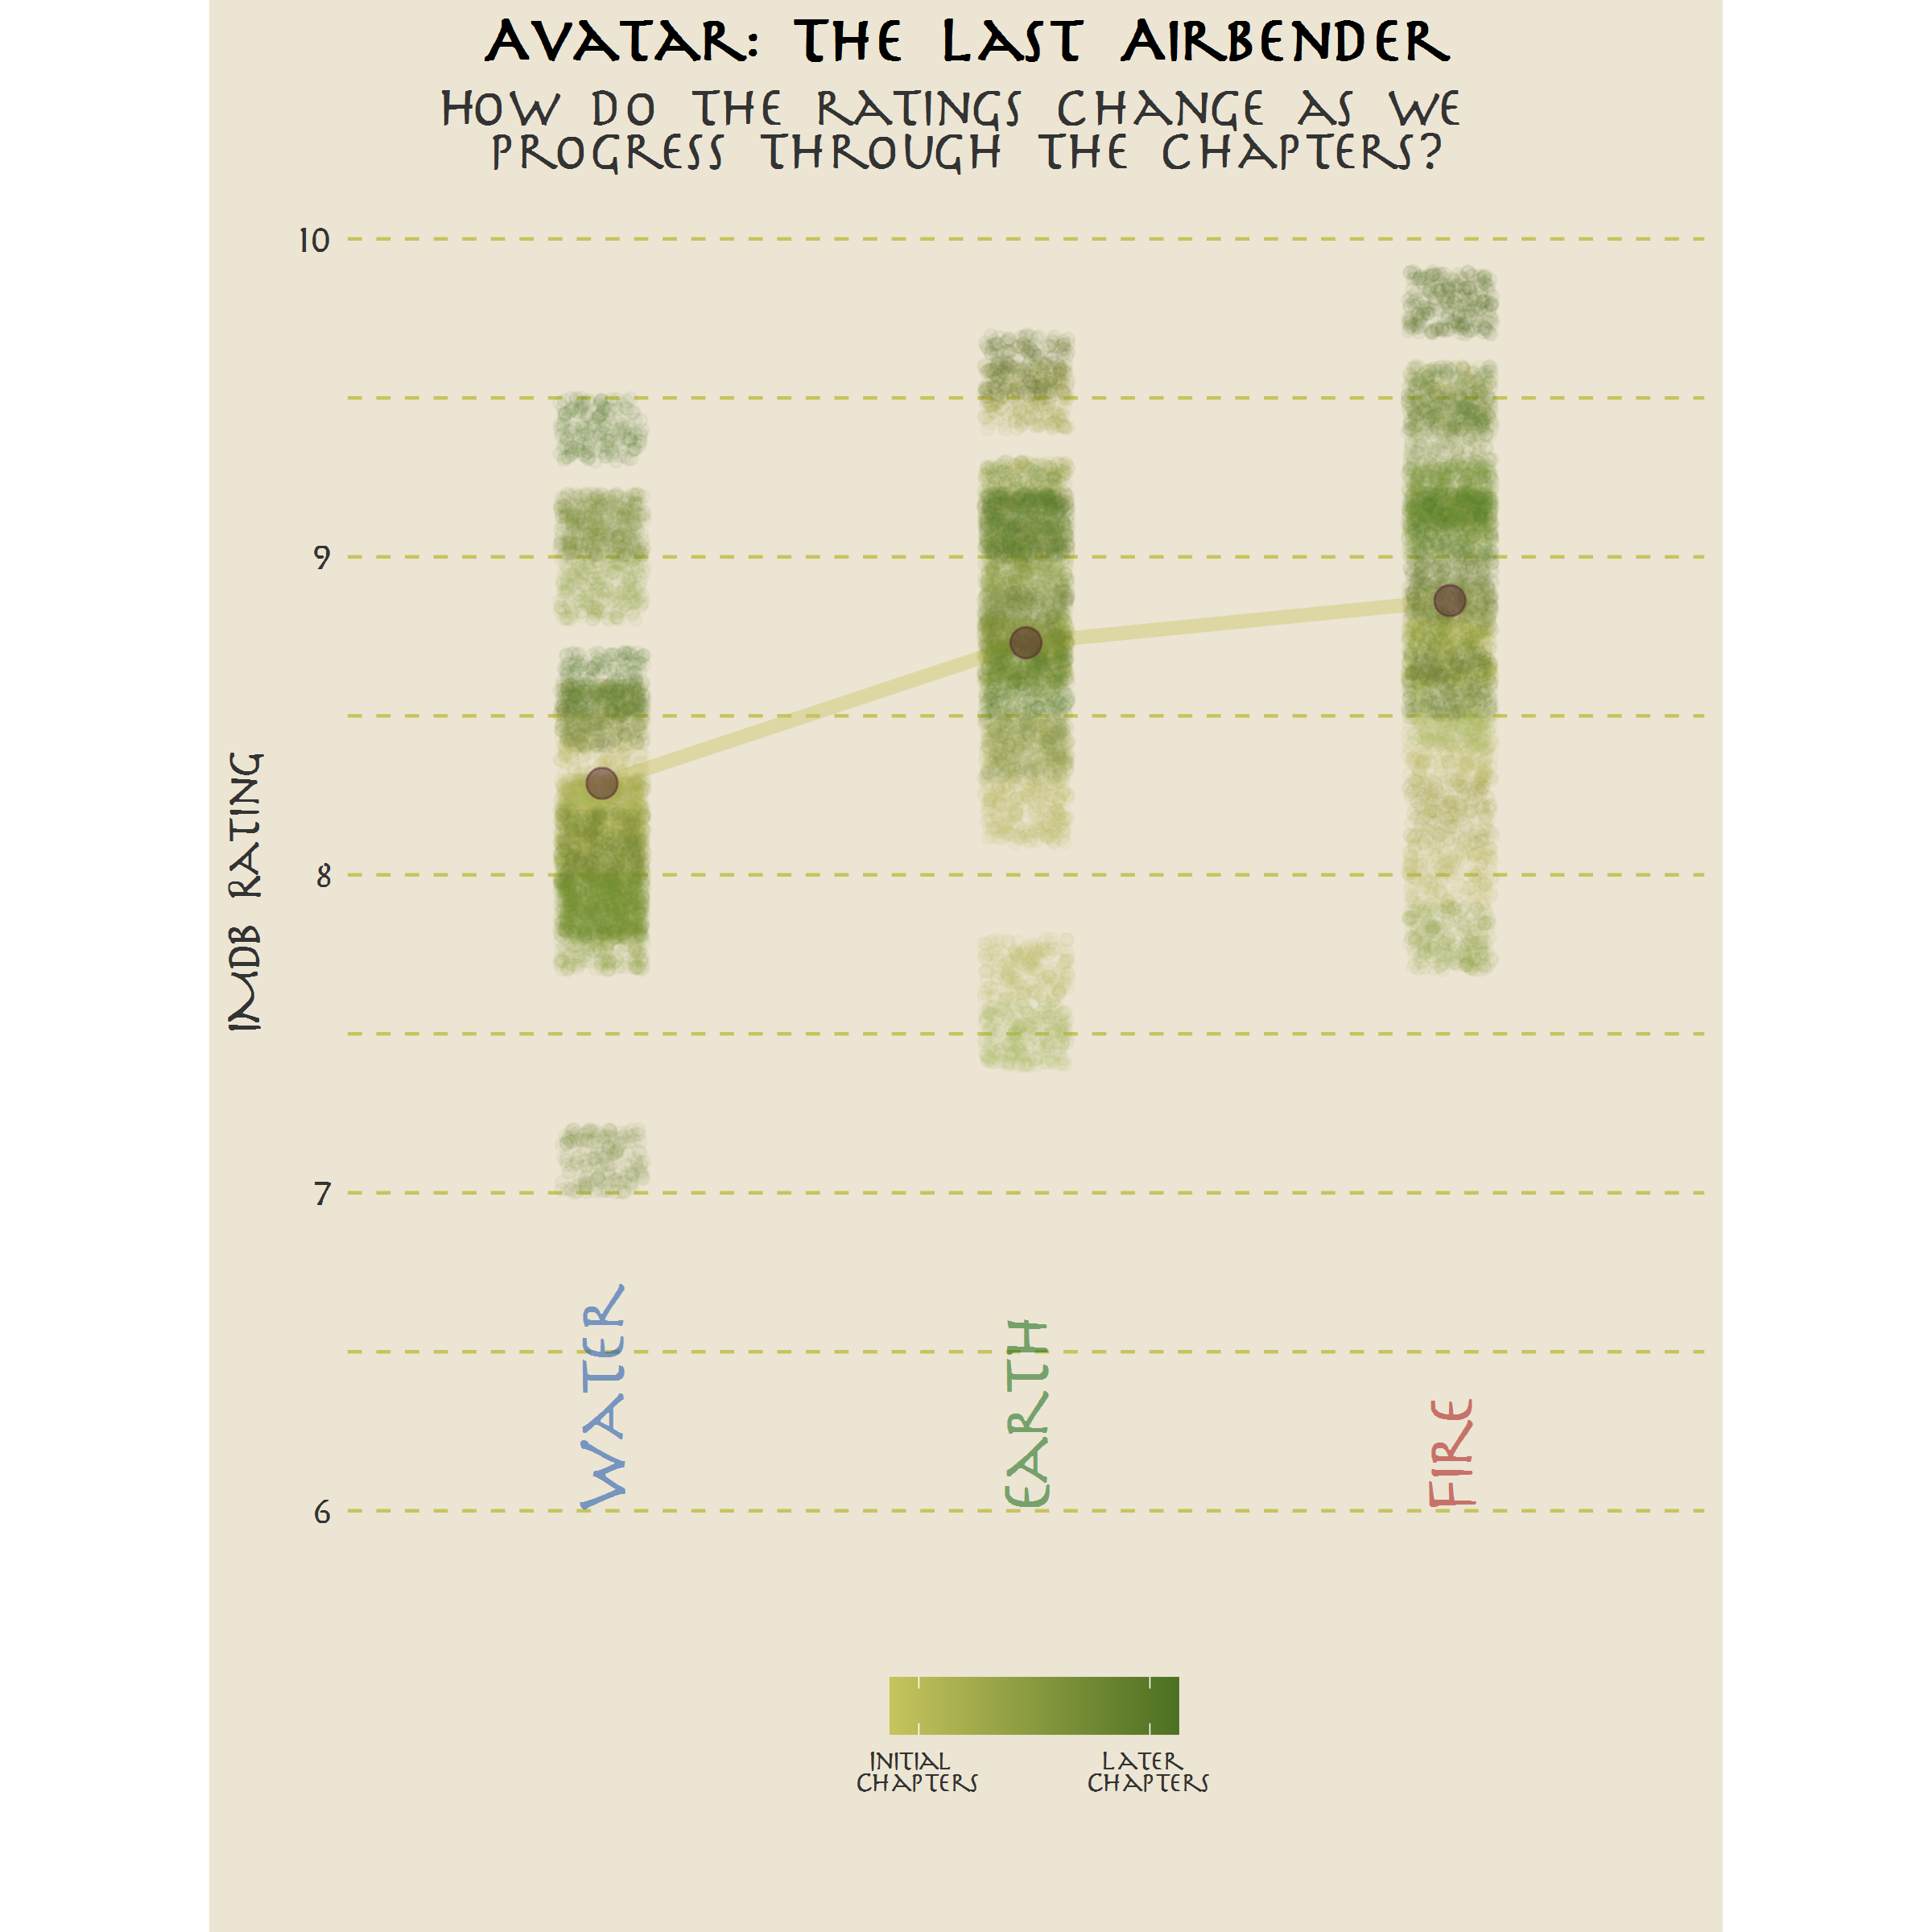 Avatar: The Last Airbender
How do the ratings change as we
progress through the chapters?
10
9
8
7
6
IMDB Rating
Water
Earth
Fire
Initial
Chapters
Later
Chapters